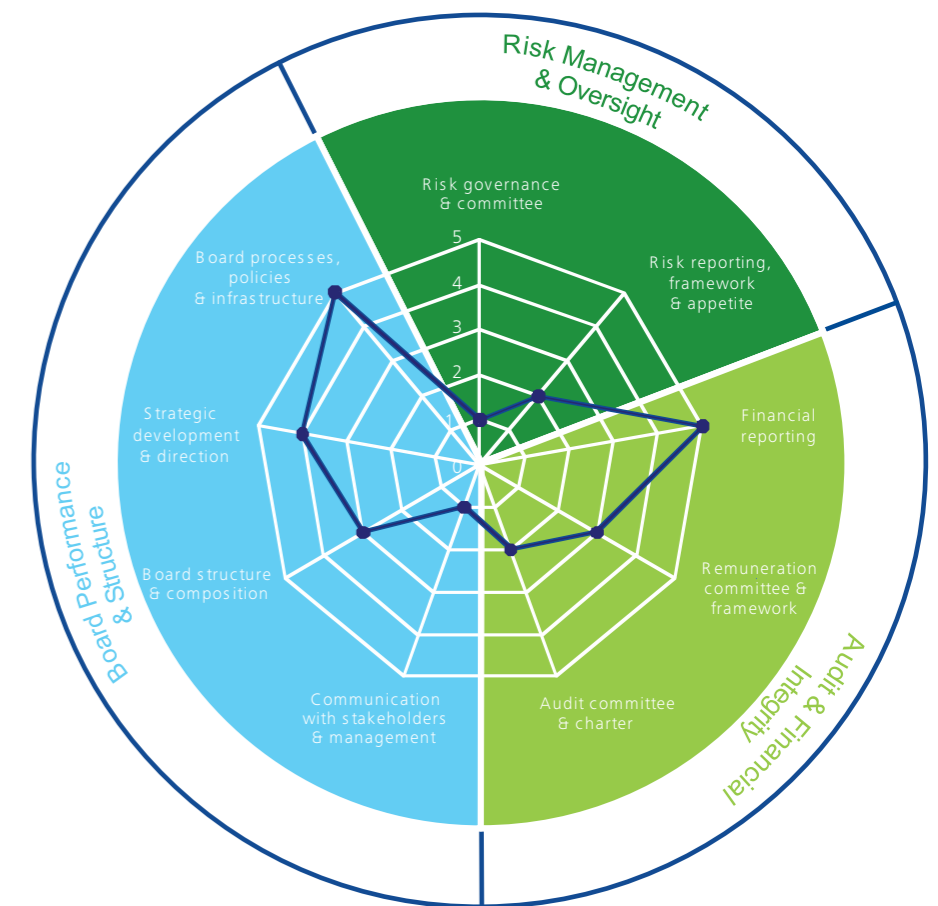 Risk Management
& Oversight
Risk governance
& committee
Risk reporting,
framework
& appetite
Board processes,
policies
& infrastructure
5
4
3
2
1
0
Strategic
development
& direction
Financial
reporting
Board structure
& composition
Remuneration
committee &
framework
Communication
with stakeholders
& management
Audit committee
& charter
Board Performance
& Structure
Audit & Financial
Integrity